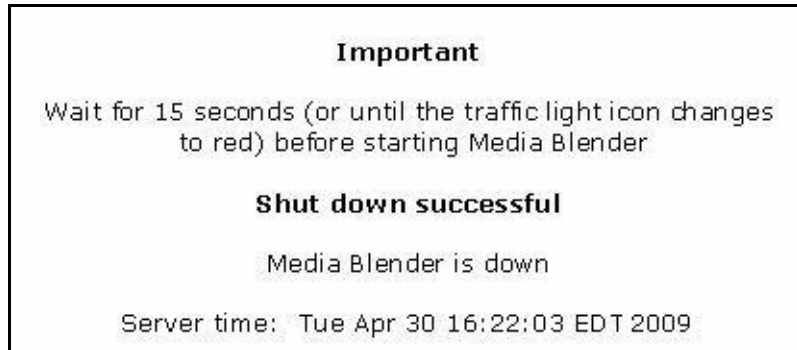 Important
Wait for 15 seconds (or until the traffic light icon changes
to red) before starting Media Blender
Shut down successful
Media Blender is down
Server time: Tue Apr 30 16:22:03 EDT 2009